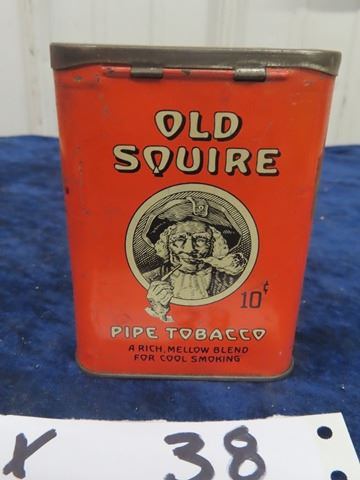 OLD
SQUIRE
10¢
PIPE TOBACCO
A RICH, MELLOW BLEND
FOR COOL SMOKING
X 38